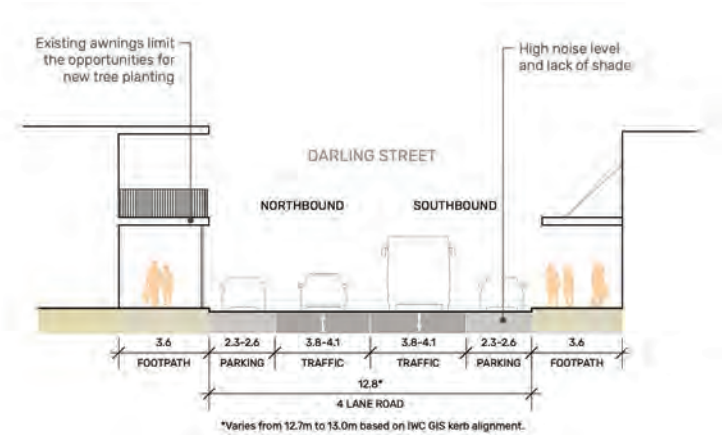 Existing awnings limit
the opportunities for
new tree planting
High noise level
and lack of shade
DARLING STREET
NORTHBOUND SOUTHBOUND
3.6 2.3-2.6 3.8-4.1 3.8-4.1 2.3-2.6 3.6
FOOTPATH PARKING TRAFFIC TRAFFIC PARKING FOOTPATH
12.8*
4 LANE ROAD
*Varies from 12.7m to 13.0m based on IWC GIS kerb alignment.